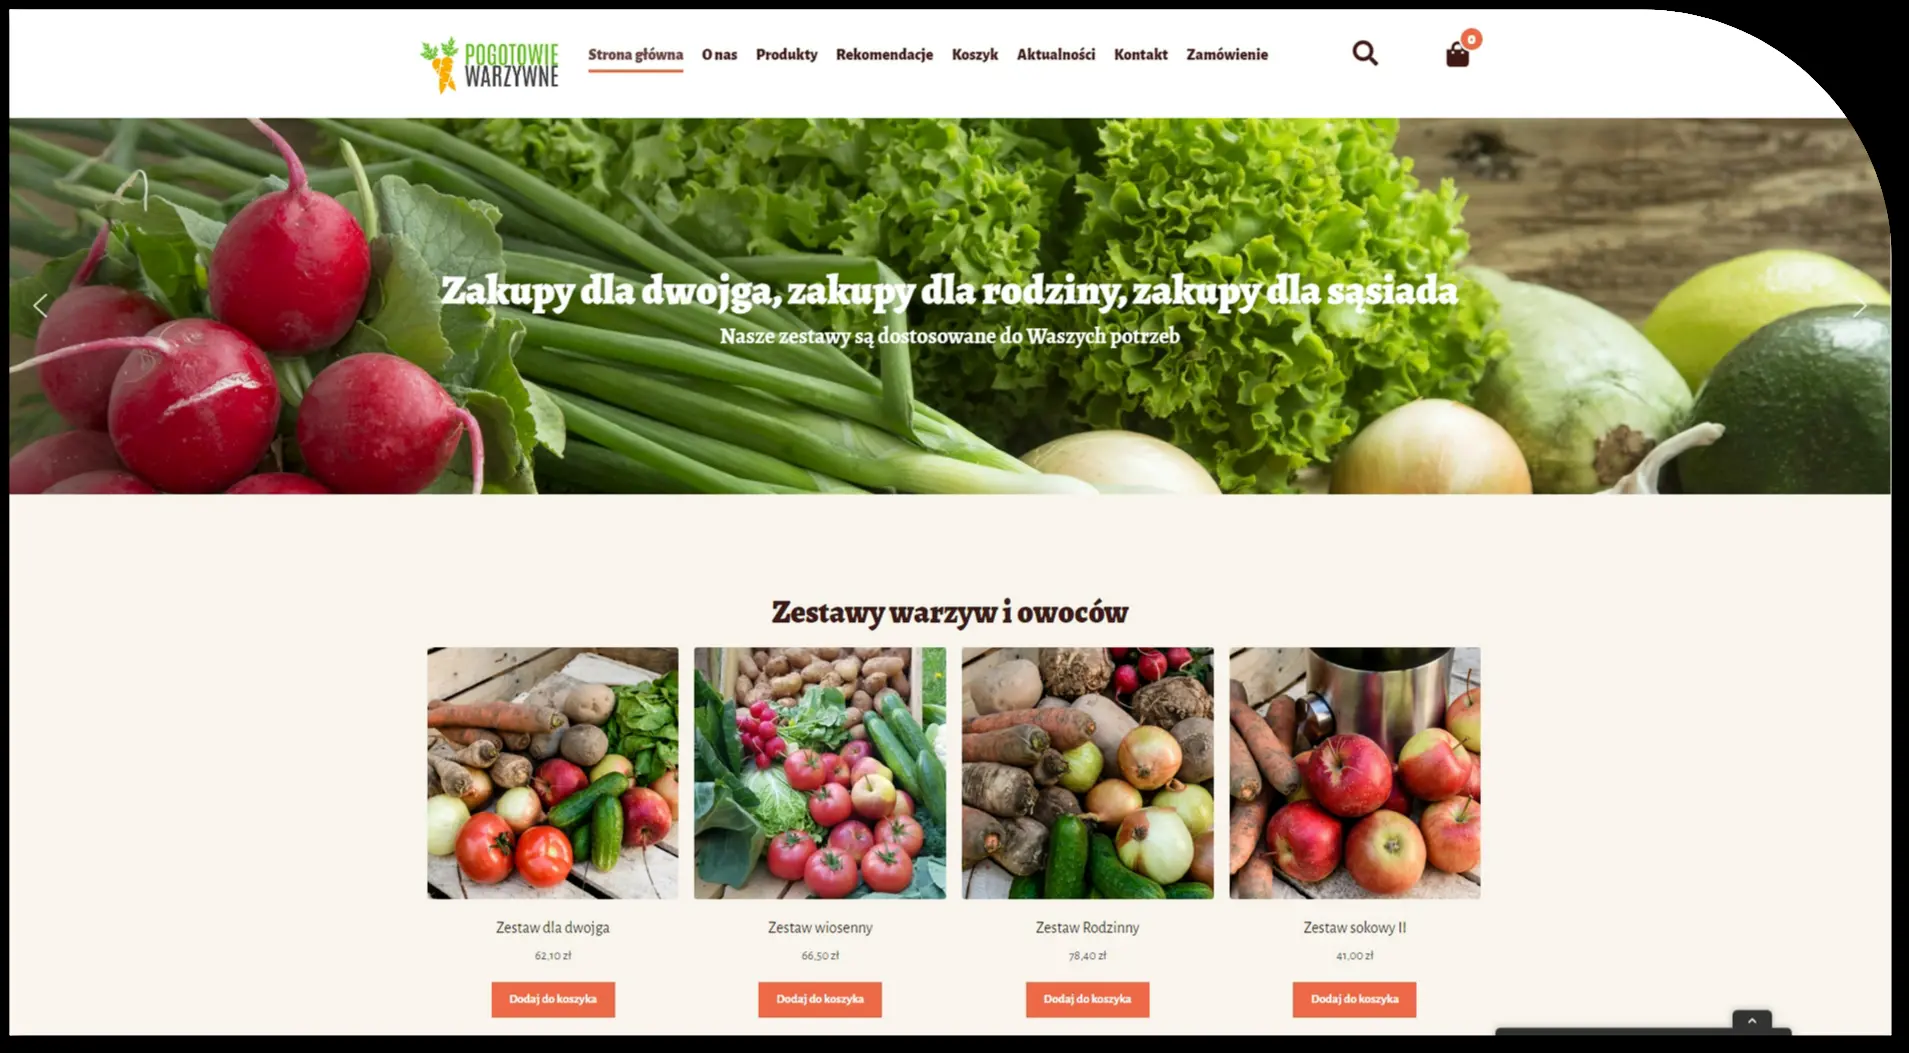 POGOTOWIE
WARZYWNE
Strona główna O nas Produkty Rekomendacje Koszyk Aktualności Kontakt Zamówienie
0
Zakupy dla dwojga, zakupy dla rodziny, zakupy dla sąsiada
Nasze zestawy są dostosowane do Waszych potrzeb
Zestawy warzyw i owoców
Zestaw dla dwojga Zestaw wiosenny Zestaw Rodzinny Zestaw sokowy II
62,10 zł 66,50 zł 78,40 zł 41,00 zł
Dodaj do koszyka Dodaj do koszyka Dodaj do koszyka Dodaj do koszyka